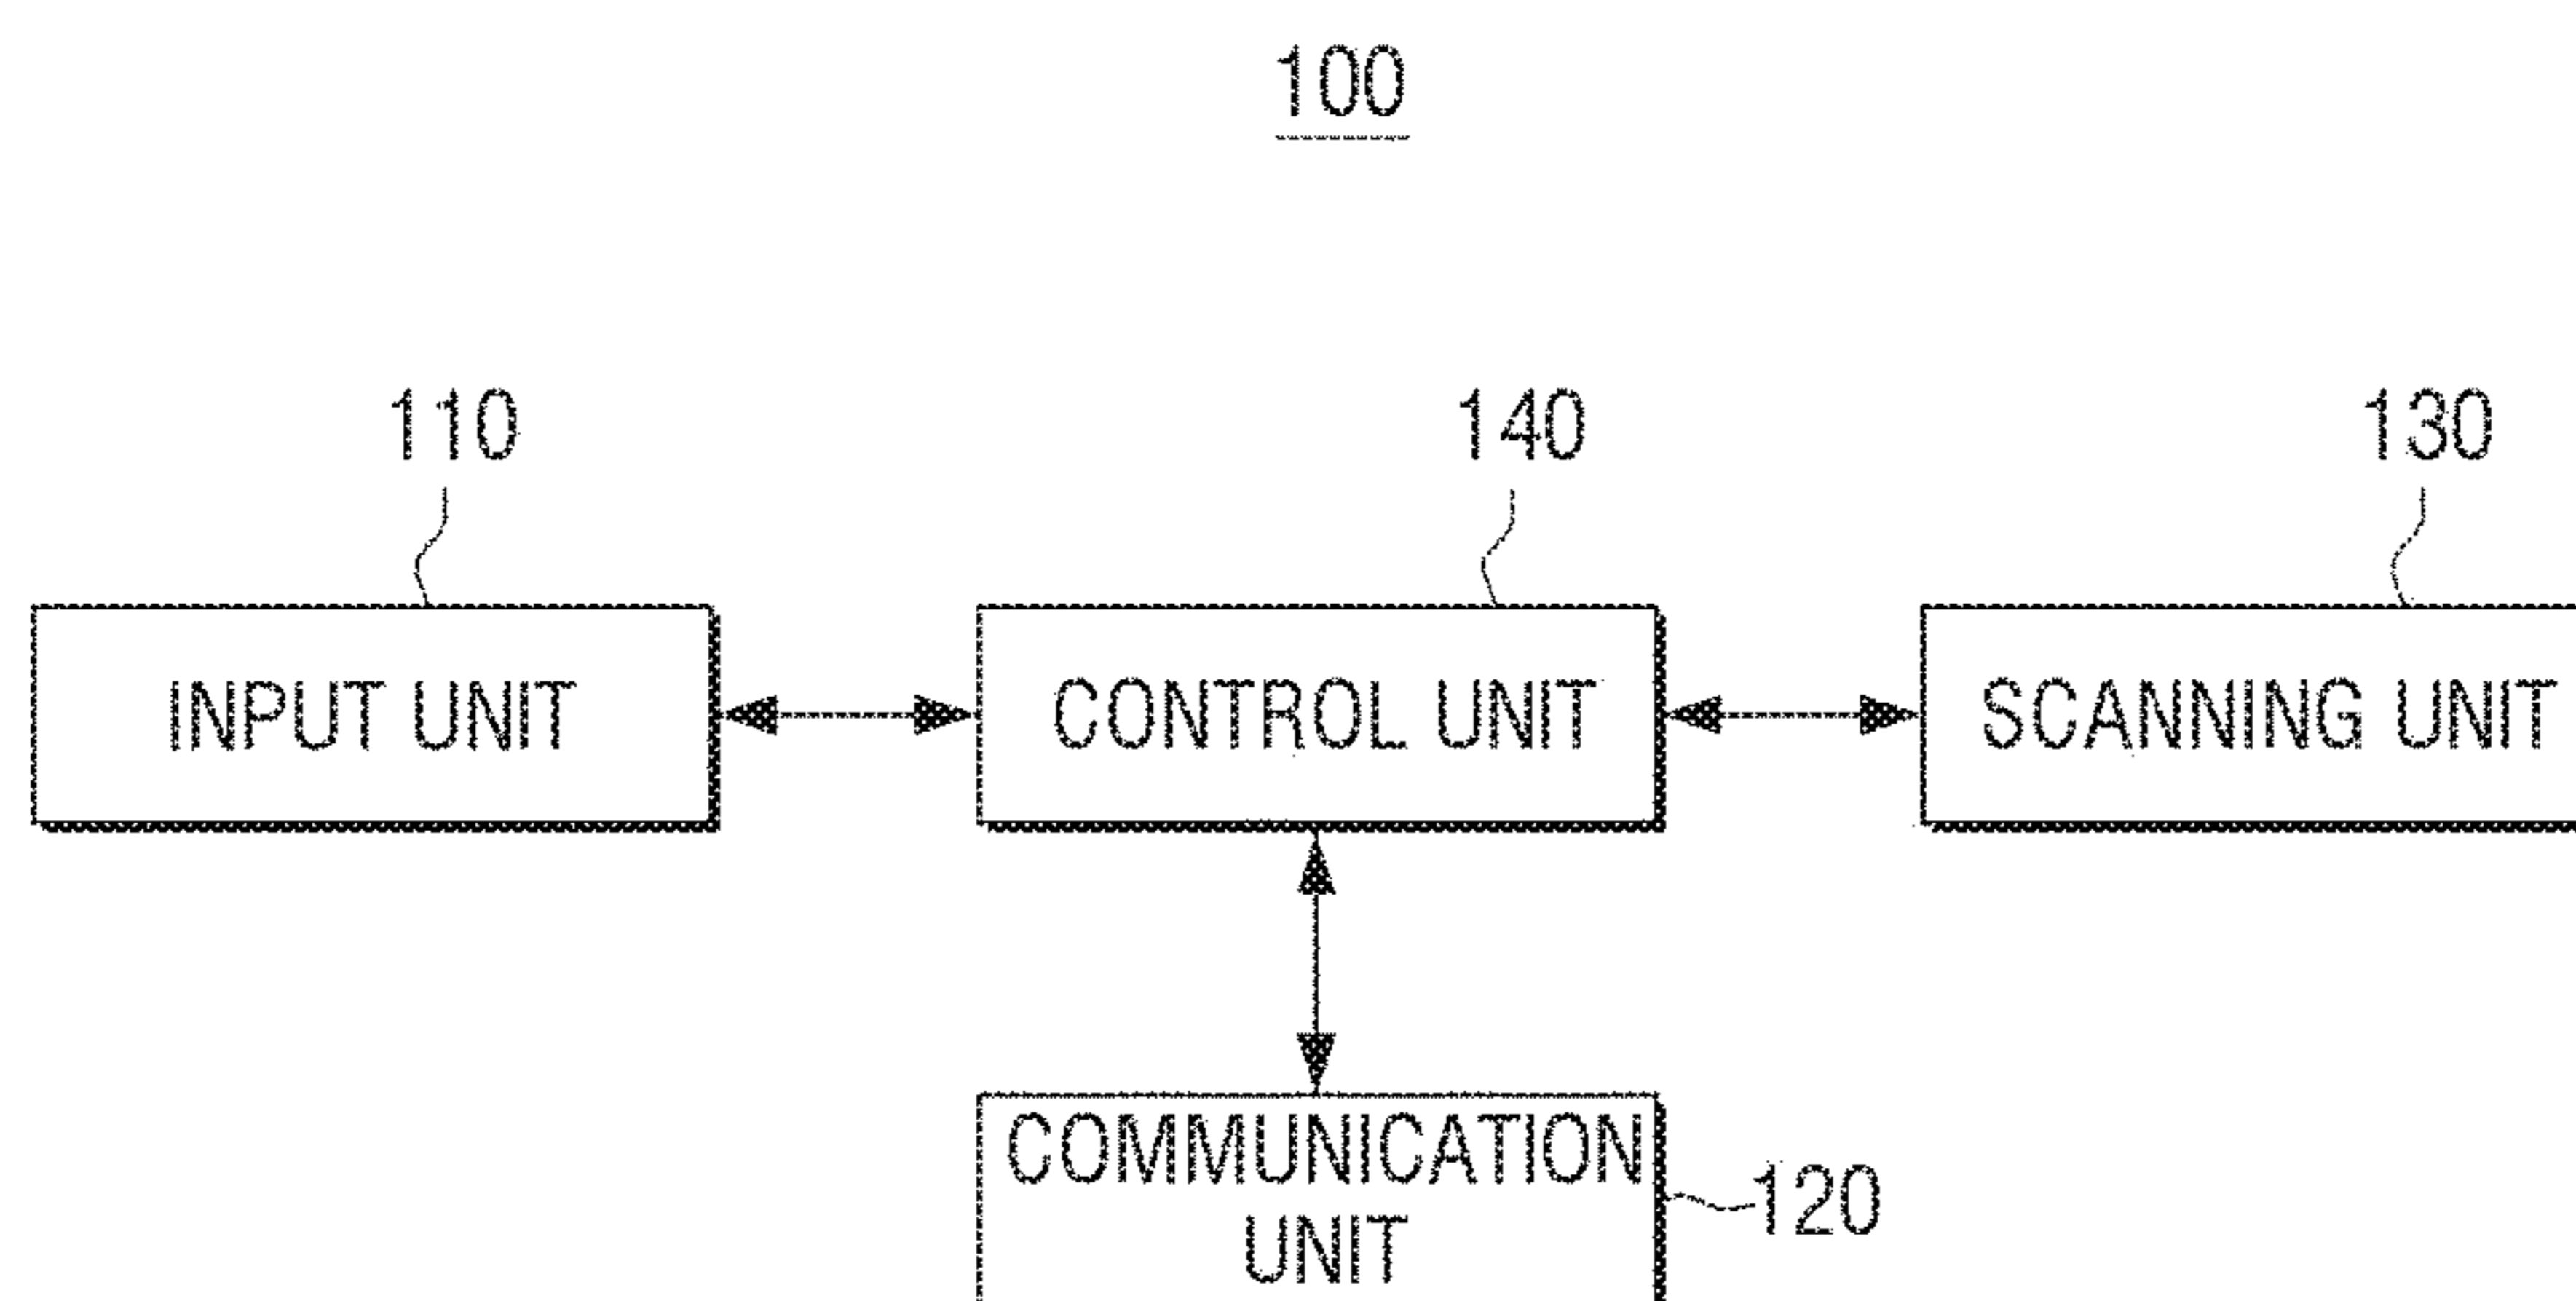 100
110
140
130
INPUT UNIT
CONTROL UNIT
SCANNING UNIT
COMMUNICATION
UNIT
120